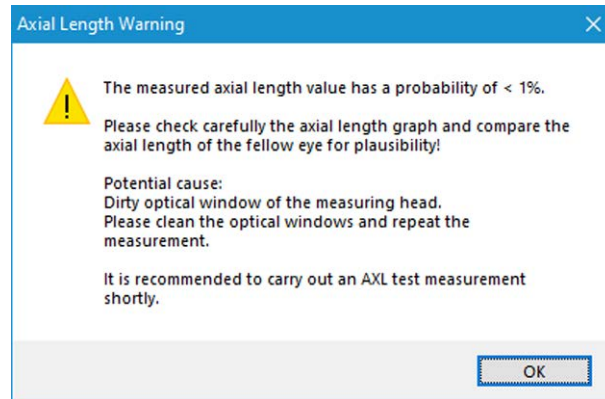 Axial Length Warning
The measured axial length value has a probability of < 1%.
Please check carefully the axial length graph and compare the
axial length of the fellow eye for plausibility!
Potential cause:
Dirty optical window of the measuring head.
Please clean the optical windows and repeat the
measurement.
It is recommended to carry out an AXL test measurement
shortly.
OK